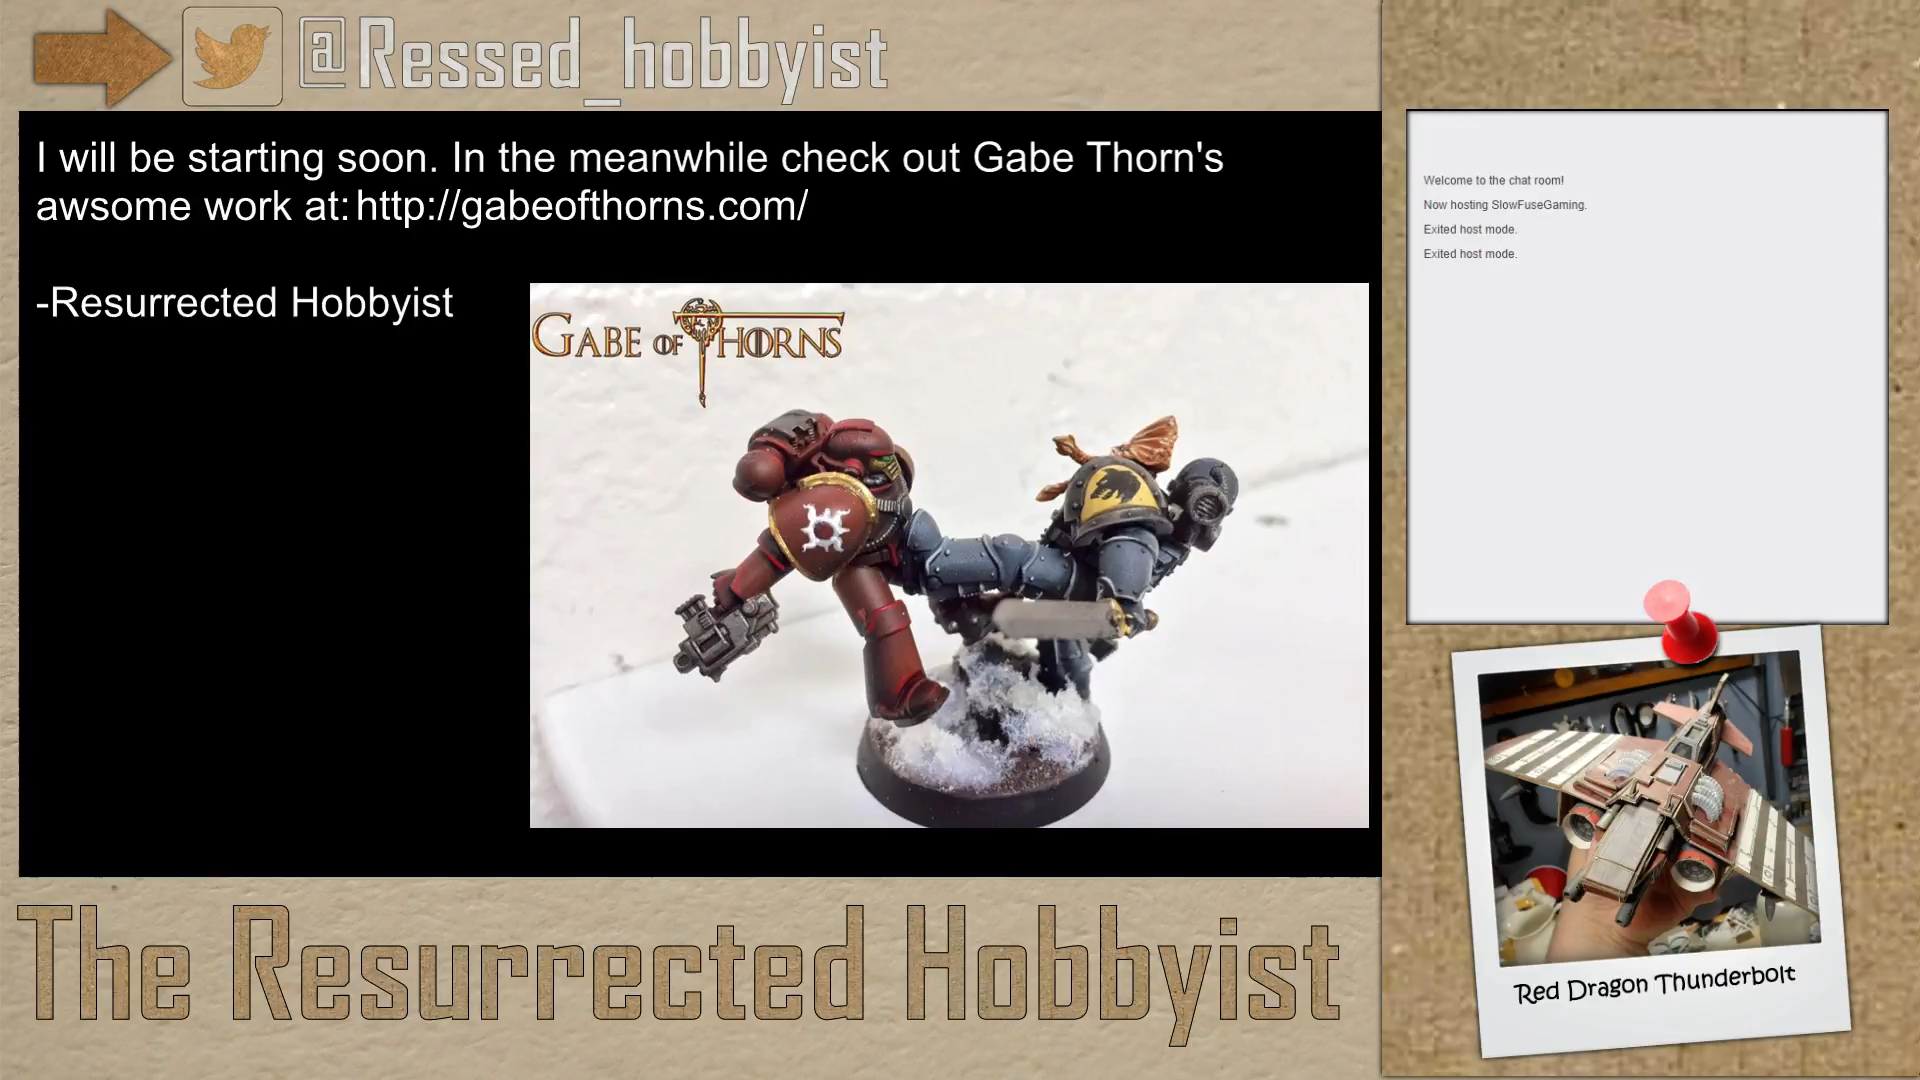 @Ressed_hobbyist
I will be starting soon. In the meanwhile check out Gabe Thorn's
awsome work at: http://gabeofthorns.com/
-Resurrected Hobbyist
GABE OF THORNS
Welcome to the chat room!
Now hosting SlowFuseGaming.
Exited host mode.
Exited host mode.
Red Dragon Thunderbolt
The Resurrected Hobbyist